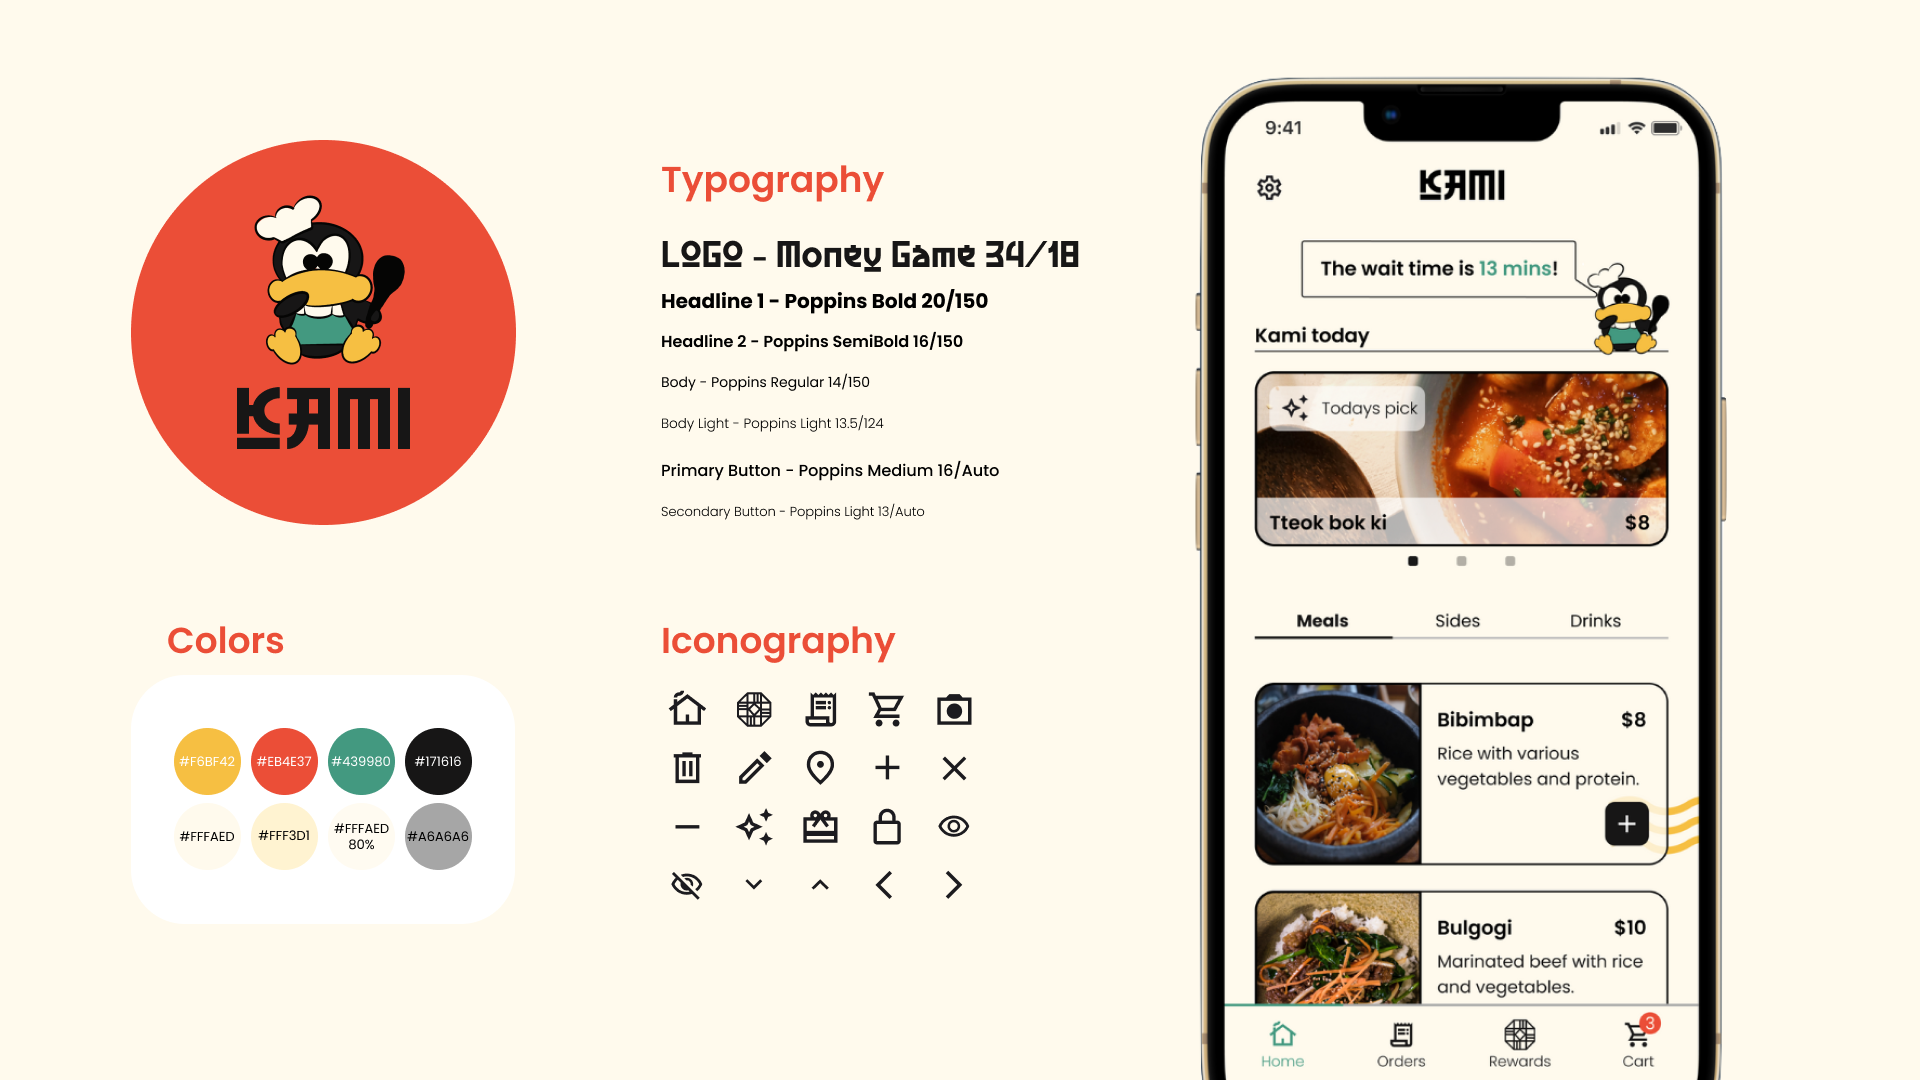 KAMI
Typography
LOGO - Money Game 34/18
Headline 1 - Poppins Bold 20/150
Headline 2 - Poppins SemiBold 16/150
Body - Poppins Regular 14/150
Body Light - Poppins Light 13.5/124
Primary Button - Poppins Medium 16/Auto
Secondary Button - Poppins Light 13/Auto
Colors
#F6BF42
#EB4E37
#439980
#171616
#FFFAED
#FFF3D1
#FFFAED
80%
#A6A6A6
Iconography
9:41
KAMI
The wait time is 13 mins!
Kami today
Todays pick
Tteok bok ki $8
Meals Sides Drinks
Bibimbap $8
Rice with various
vegetables and protein.
Bulgogi $10
Marinated beef with rice
and vegetables.
3
Home Orders Rewards Cart